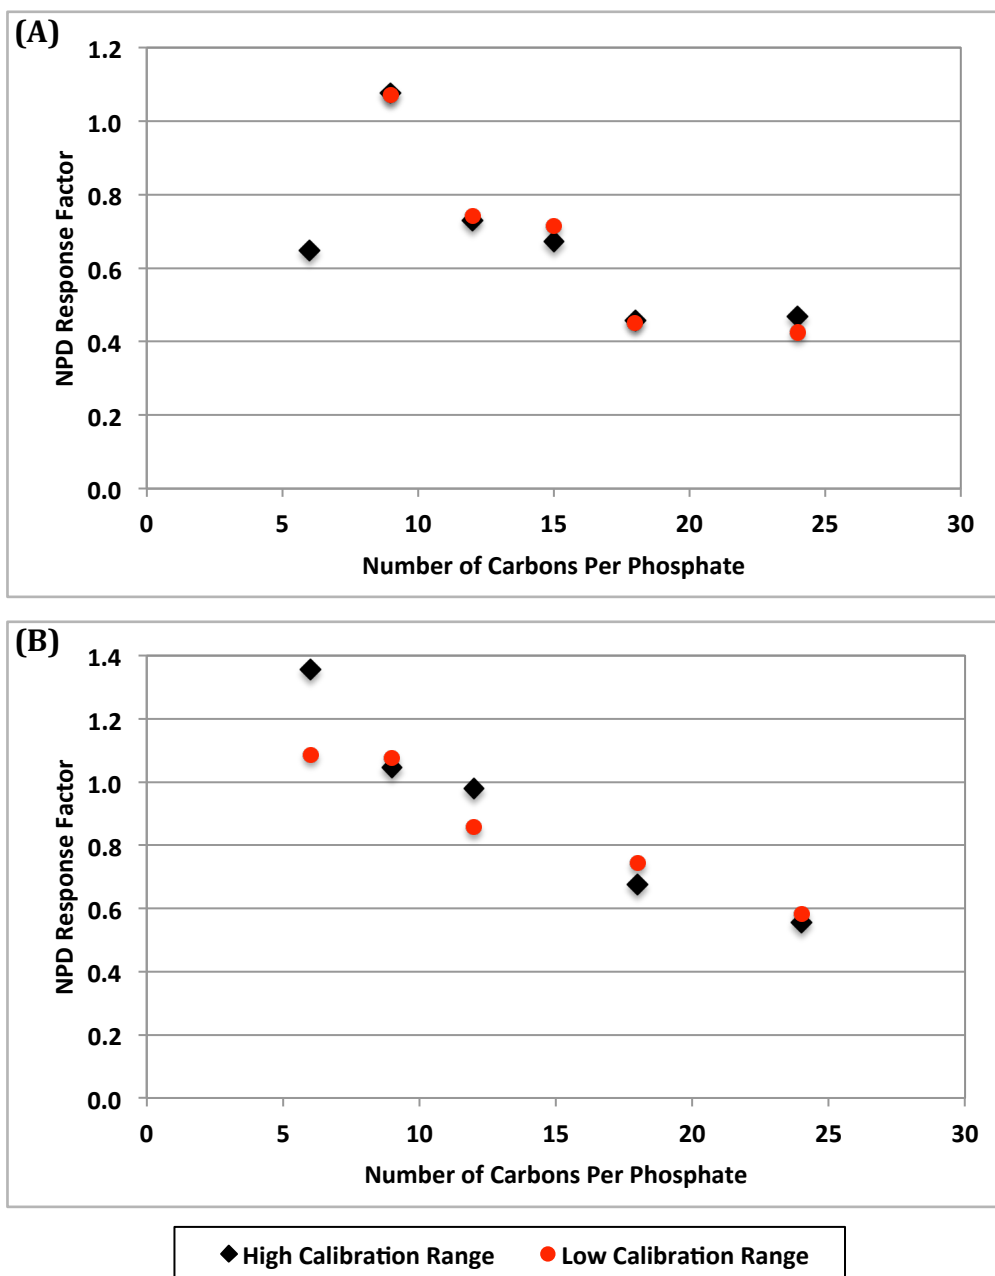 (A)
1.2
1.0
0.8
0.6
0.4
0.2
0.0
NPD Response Factor
0 5 10 15 20 25 30
Number of Carbons Per Phosphate
(B)
1.4
1.2
1.0
0.8
0.6
0.4
0.2
0.0
NPD Response Factor
0 5 10 15 20 25 30
Number of Carbons Per Phosphate
High Calibration Range Low Calibration Range